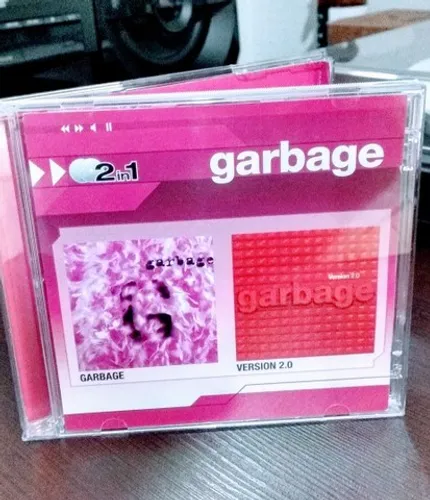 2in1
garbage
garbage
G
Version 2.0
garbage
GARBAGE
VERSION 2.0